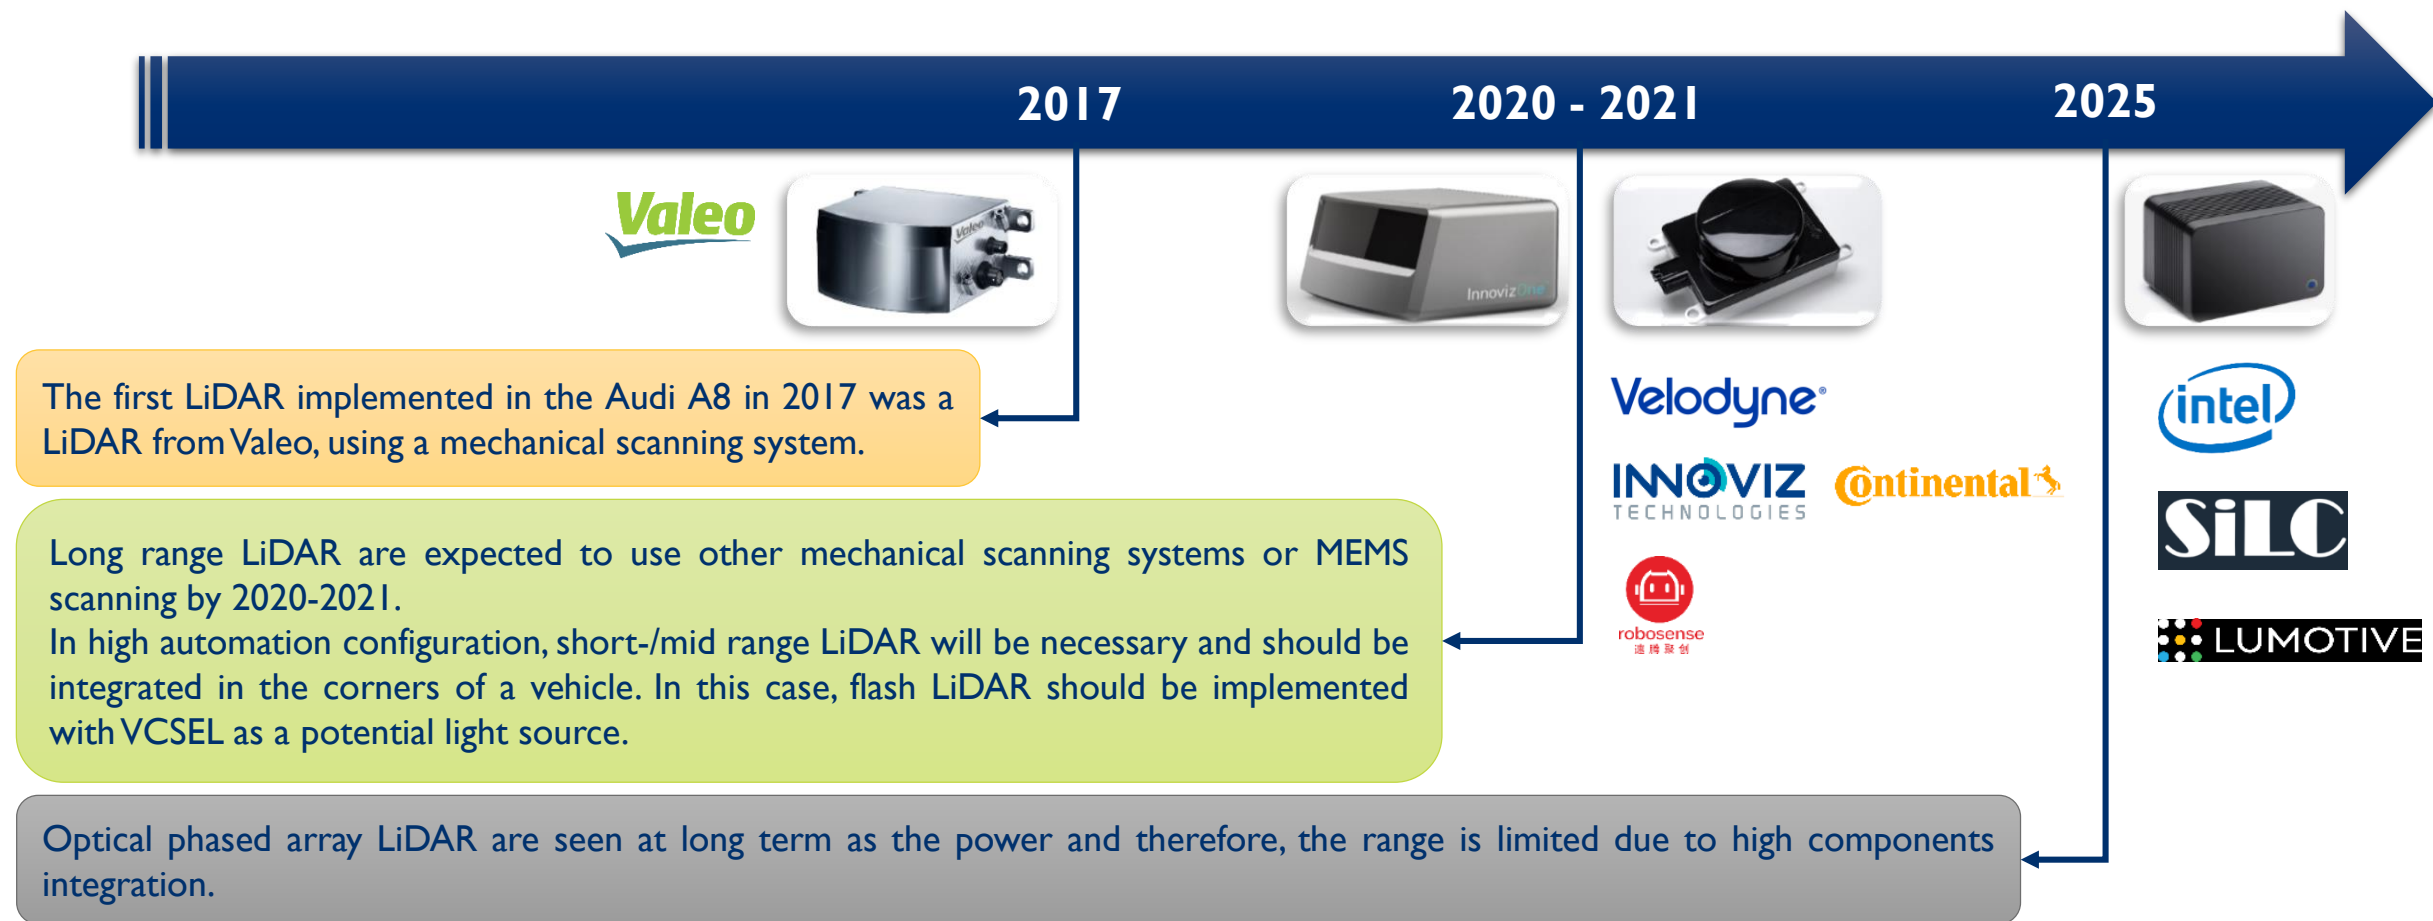 2017
2020 - 2021
2025
Valeo
Valeo
InnovizOne
The first LiDAR implemented in the Audi A8 in 2017 was a
LiDAR from Valeo, using a mechanical scanning system.
Velodyne®
intel
INNOVIZ
TECHNOLOGIES
Continental
SiLC
Long range LiDAR are expected to use other mechanical scanning systems or MEMS
scanning by 2020-2021.
In high automation configuration, short-/mid range LiDAR will be necessary and should be
integrated in the corners of a vehicle. In this case, flash LiDAR should be implemented
with VCSEL as a potential light source.
robosense
速腾聚创
LUMOTIVE
Optical phased array LiDAR are seen at long term as the power and therefore, the range is limited due to high components
integration.